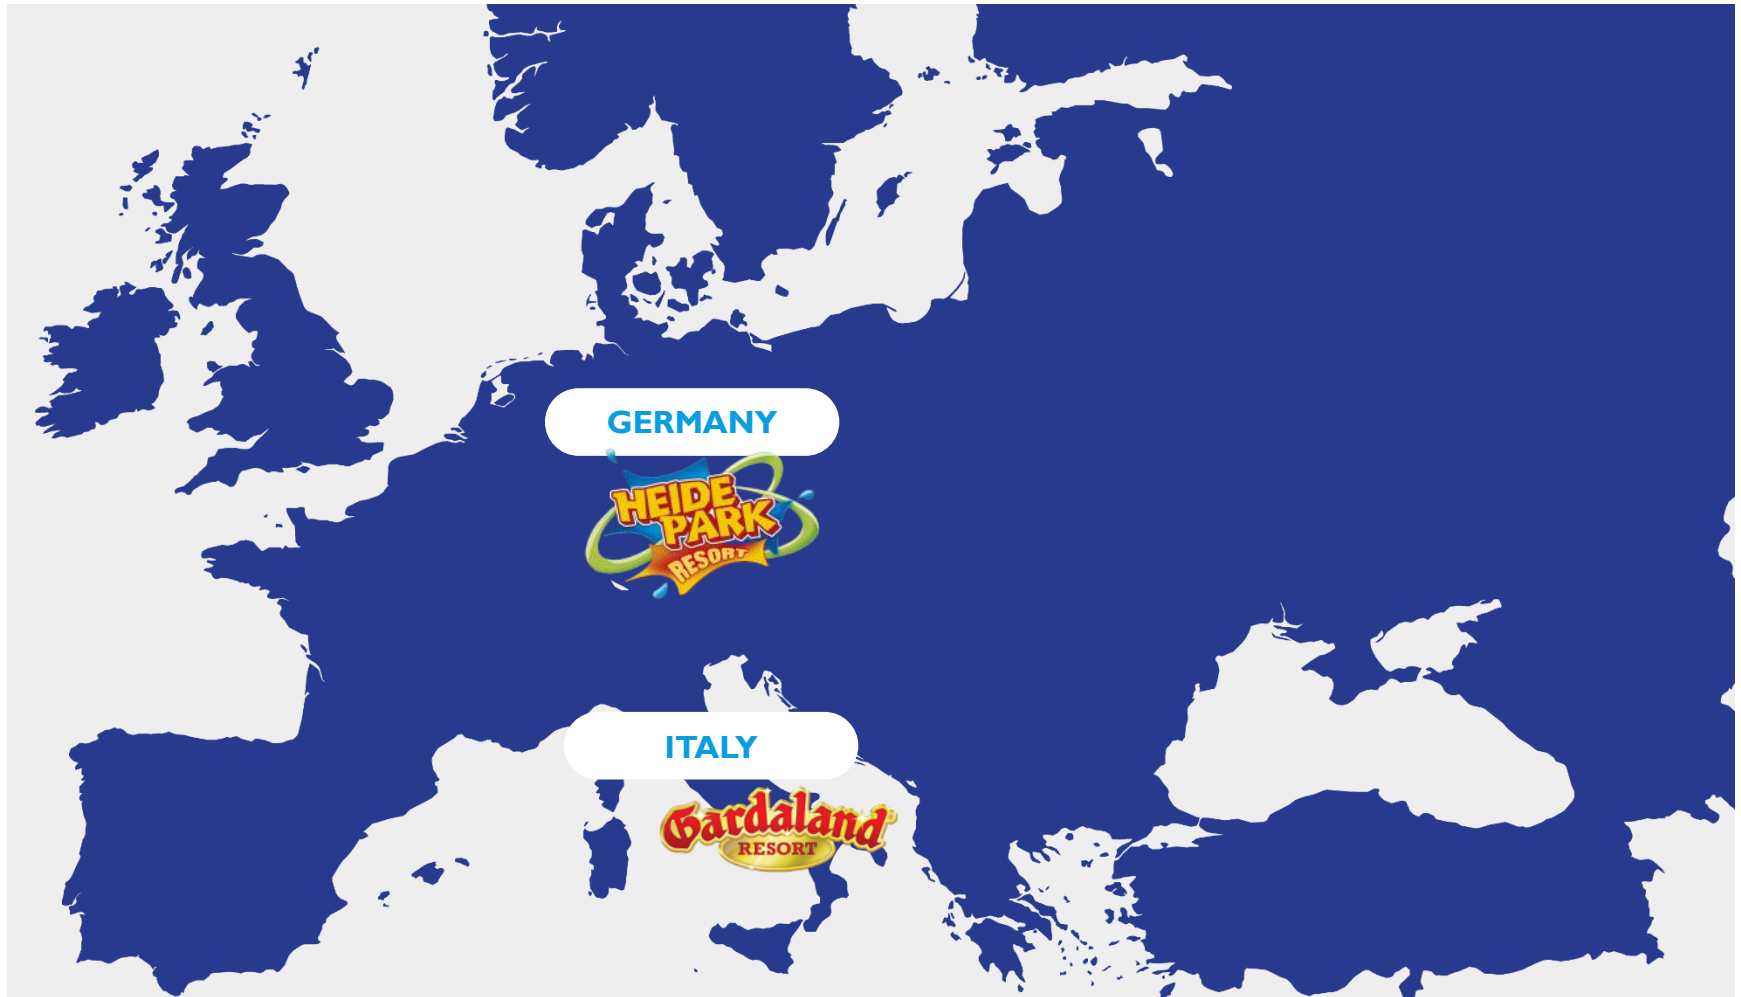 GERMANY
HEIDE
PARK
RESORT
ITALY
Gardaland
RESORT